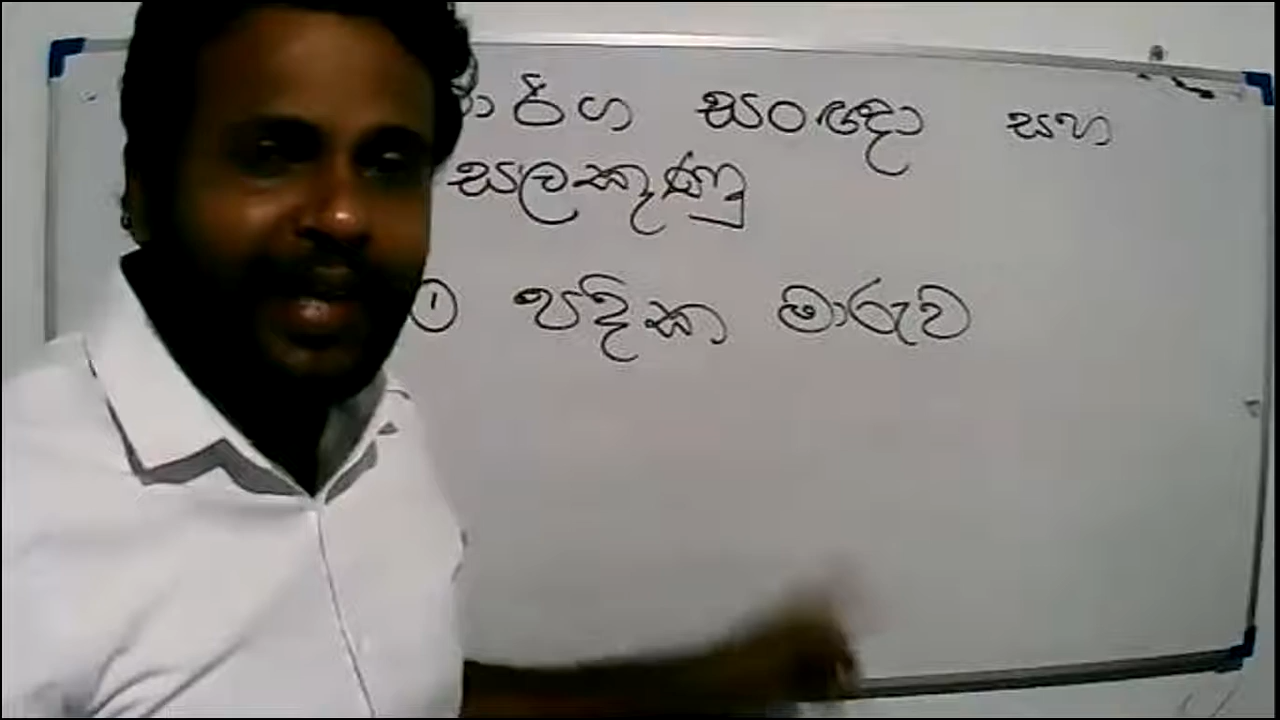 මාර්ග සංඥා සහ
සලකුණු
පදික මාරුව